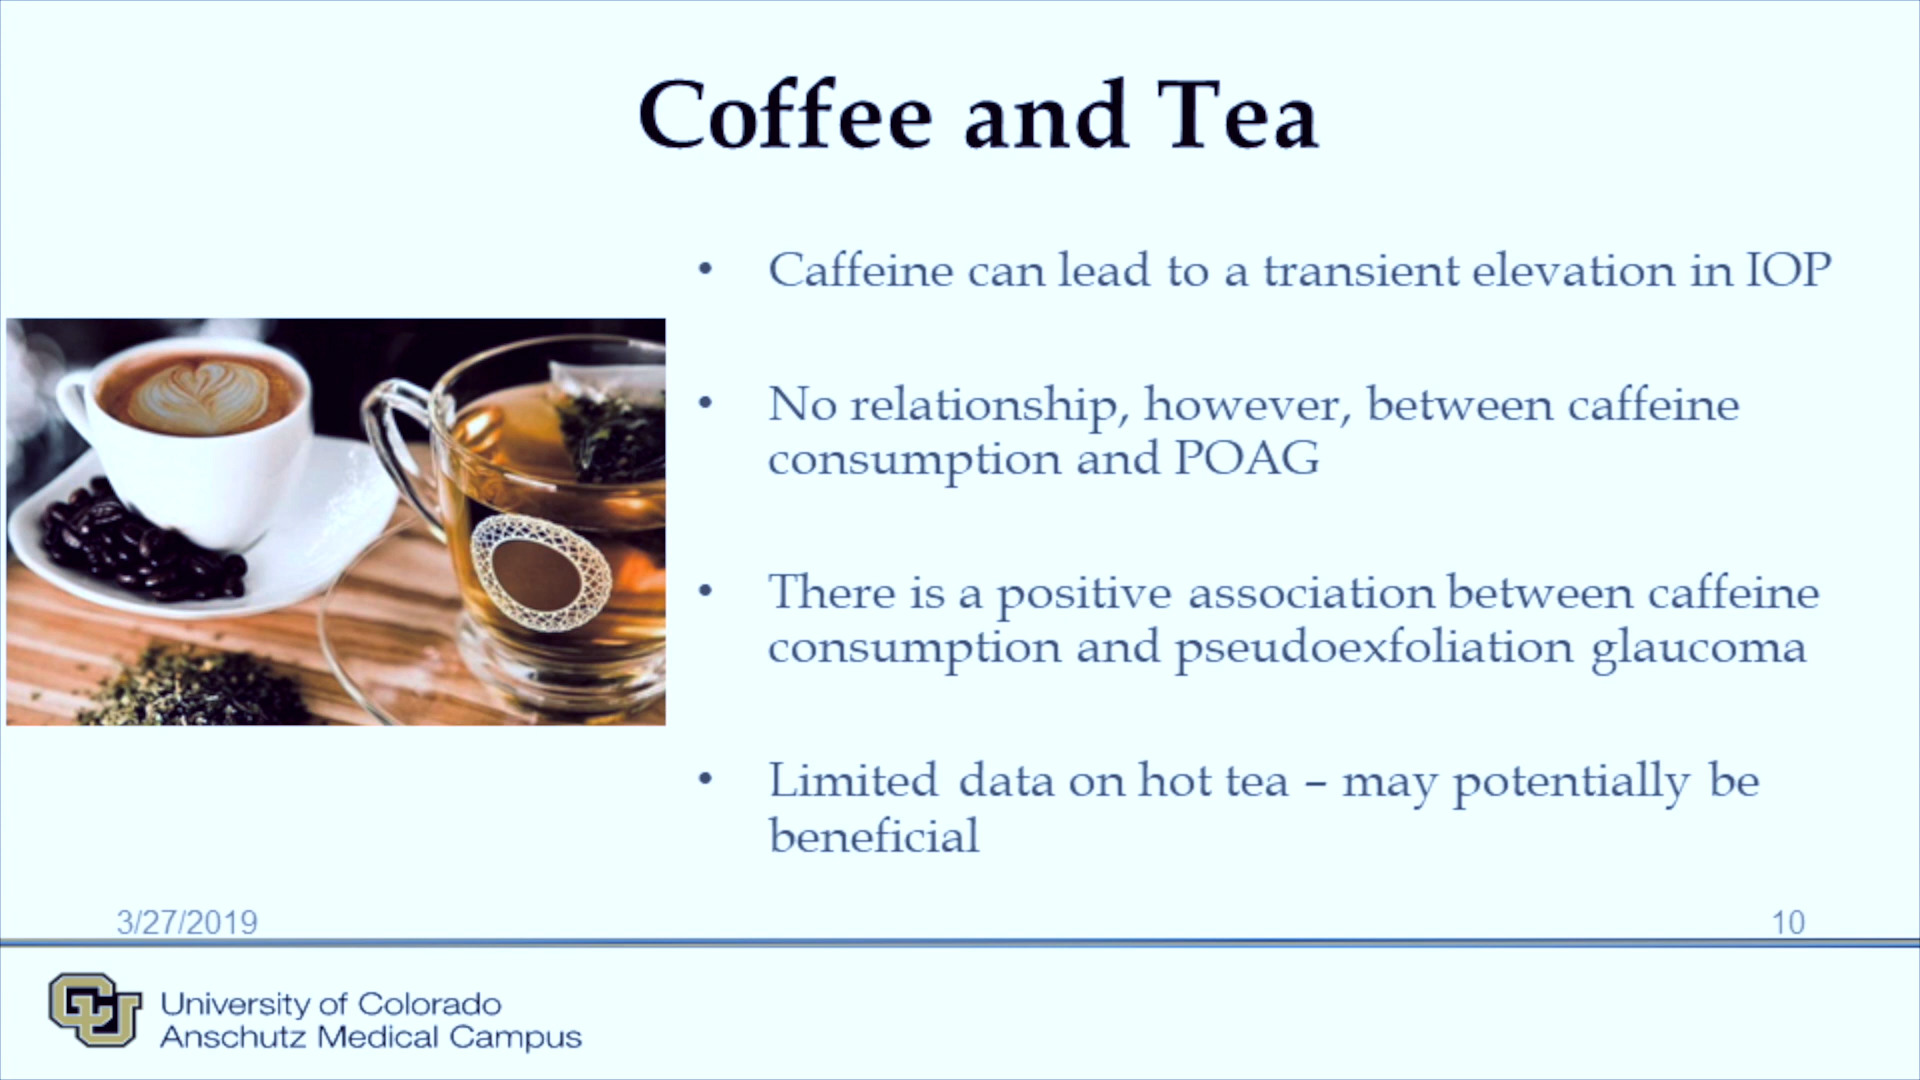 Coffee and Tea
• Caffeine can lead to a transient elevation in IOP
• No relationship, however, between caffeine
consumption and POAG
• There is a positive association between caffeine
consumption and pseudoexfoliation glaucoma
• Limited data on hot tea – may potentially be
beneficial
3/27/2019
10
CU
University of Colorado
Anschutz Medical Campus